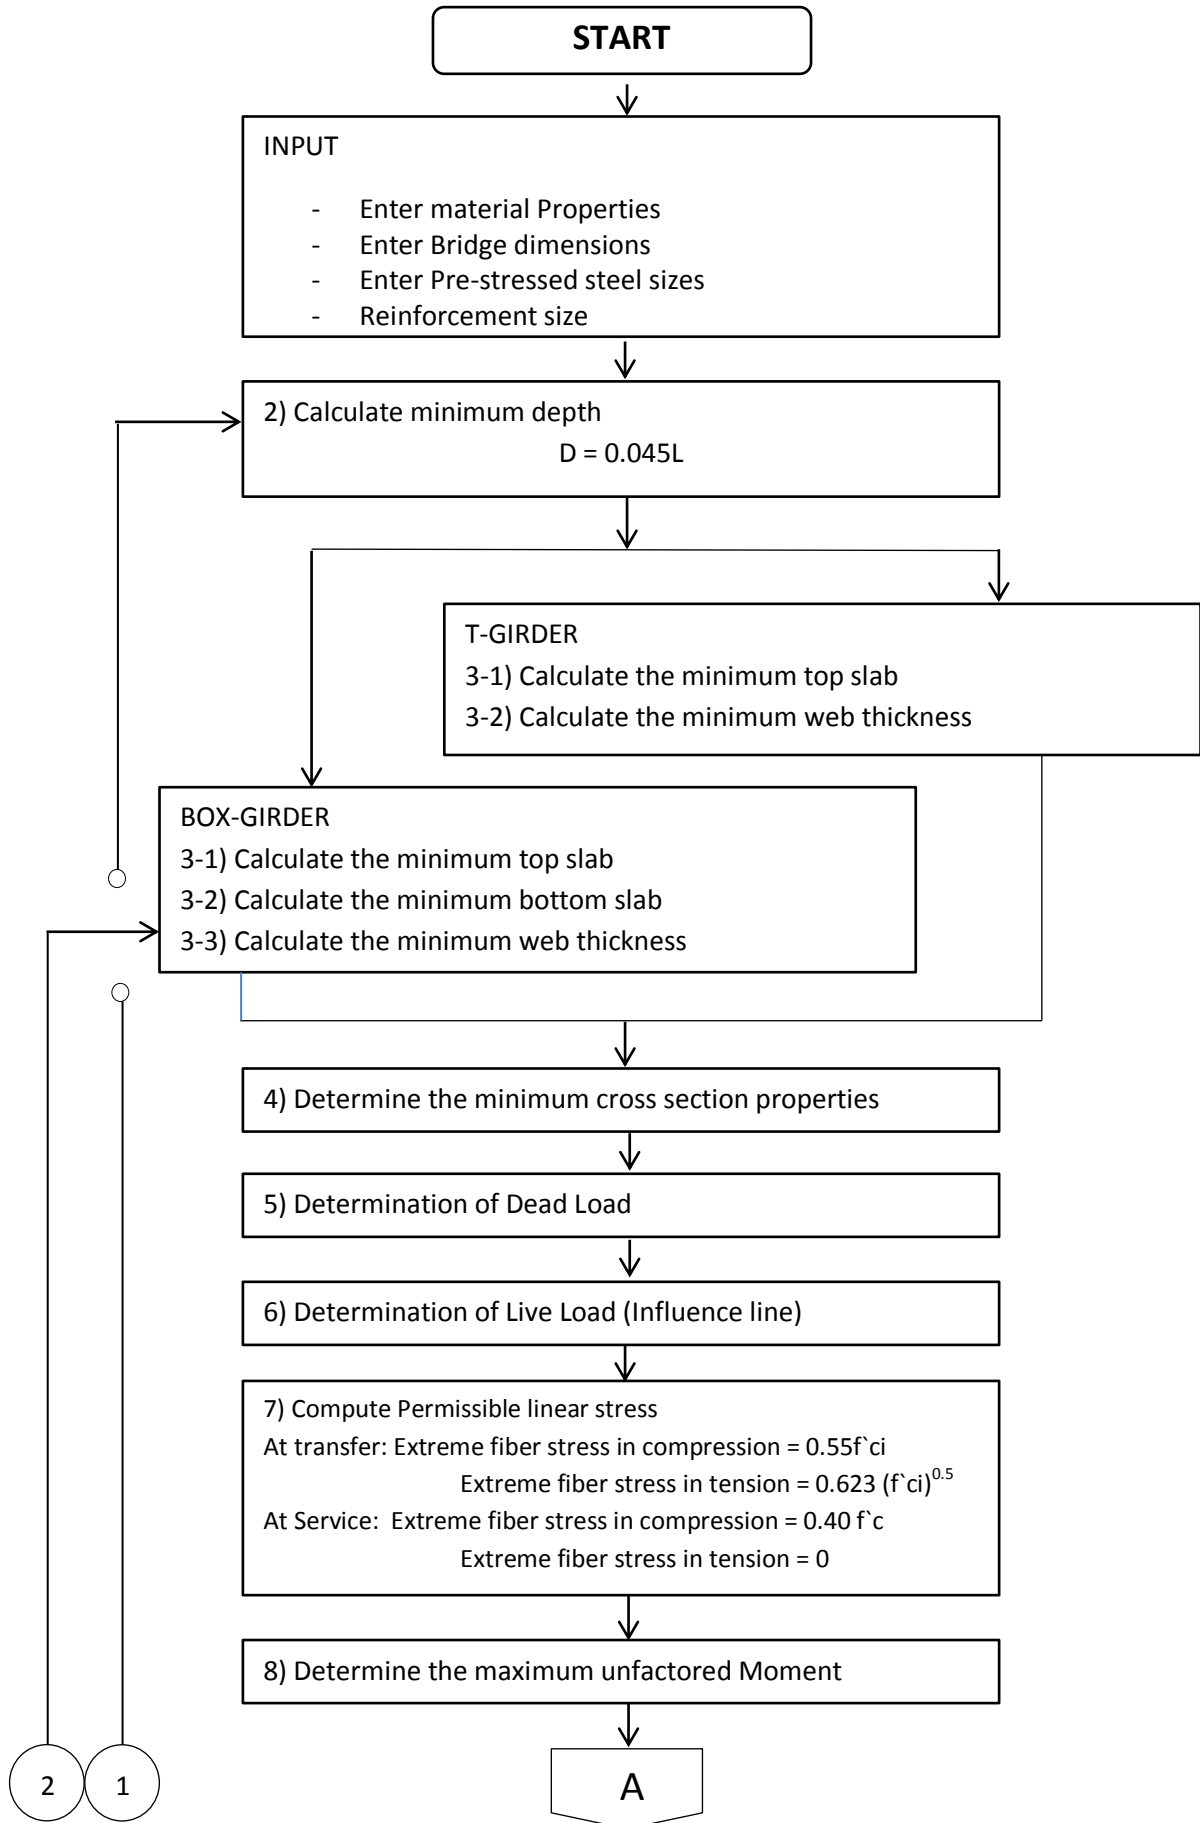 START
INPUT
- Enter material Properties
- Enter Bridge dimensions
- Enter Pre-stressed steel sizes
- Reinforcement size
2) Calculate minimum depth
D = 0.045L
T-GIRDER
3-1) Calculate the minimum top slab
3-2) Calculate the minimum web thickness
BOX-GIRDER
3-1) Calculate the minimum top slab
3-2) Calculate the minimum bottom slab
3-3) Calculate the minimum web thickness
4) Determine the minimum cross section properties
5) Determination of Dead Load
6) Determination of Live Load (Influence line)
7) Compute Permissible linear stress
At transfer: Extreme fiber stress in compression = 0.55f`ci
Extreme fiber stress in tension = 0.623 (f`ci)^0.5
At Service: Extreme fiber stress in compression = 0.40 f`c
Extreme fiber stress in tension = 0
8) Determine the maximum unfactored Moment
2 1 A